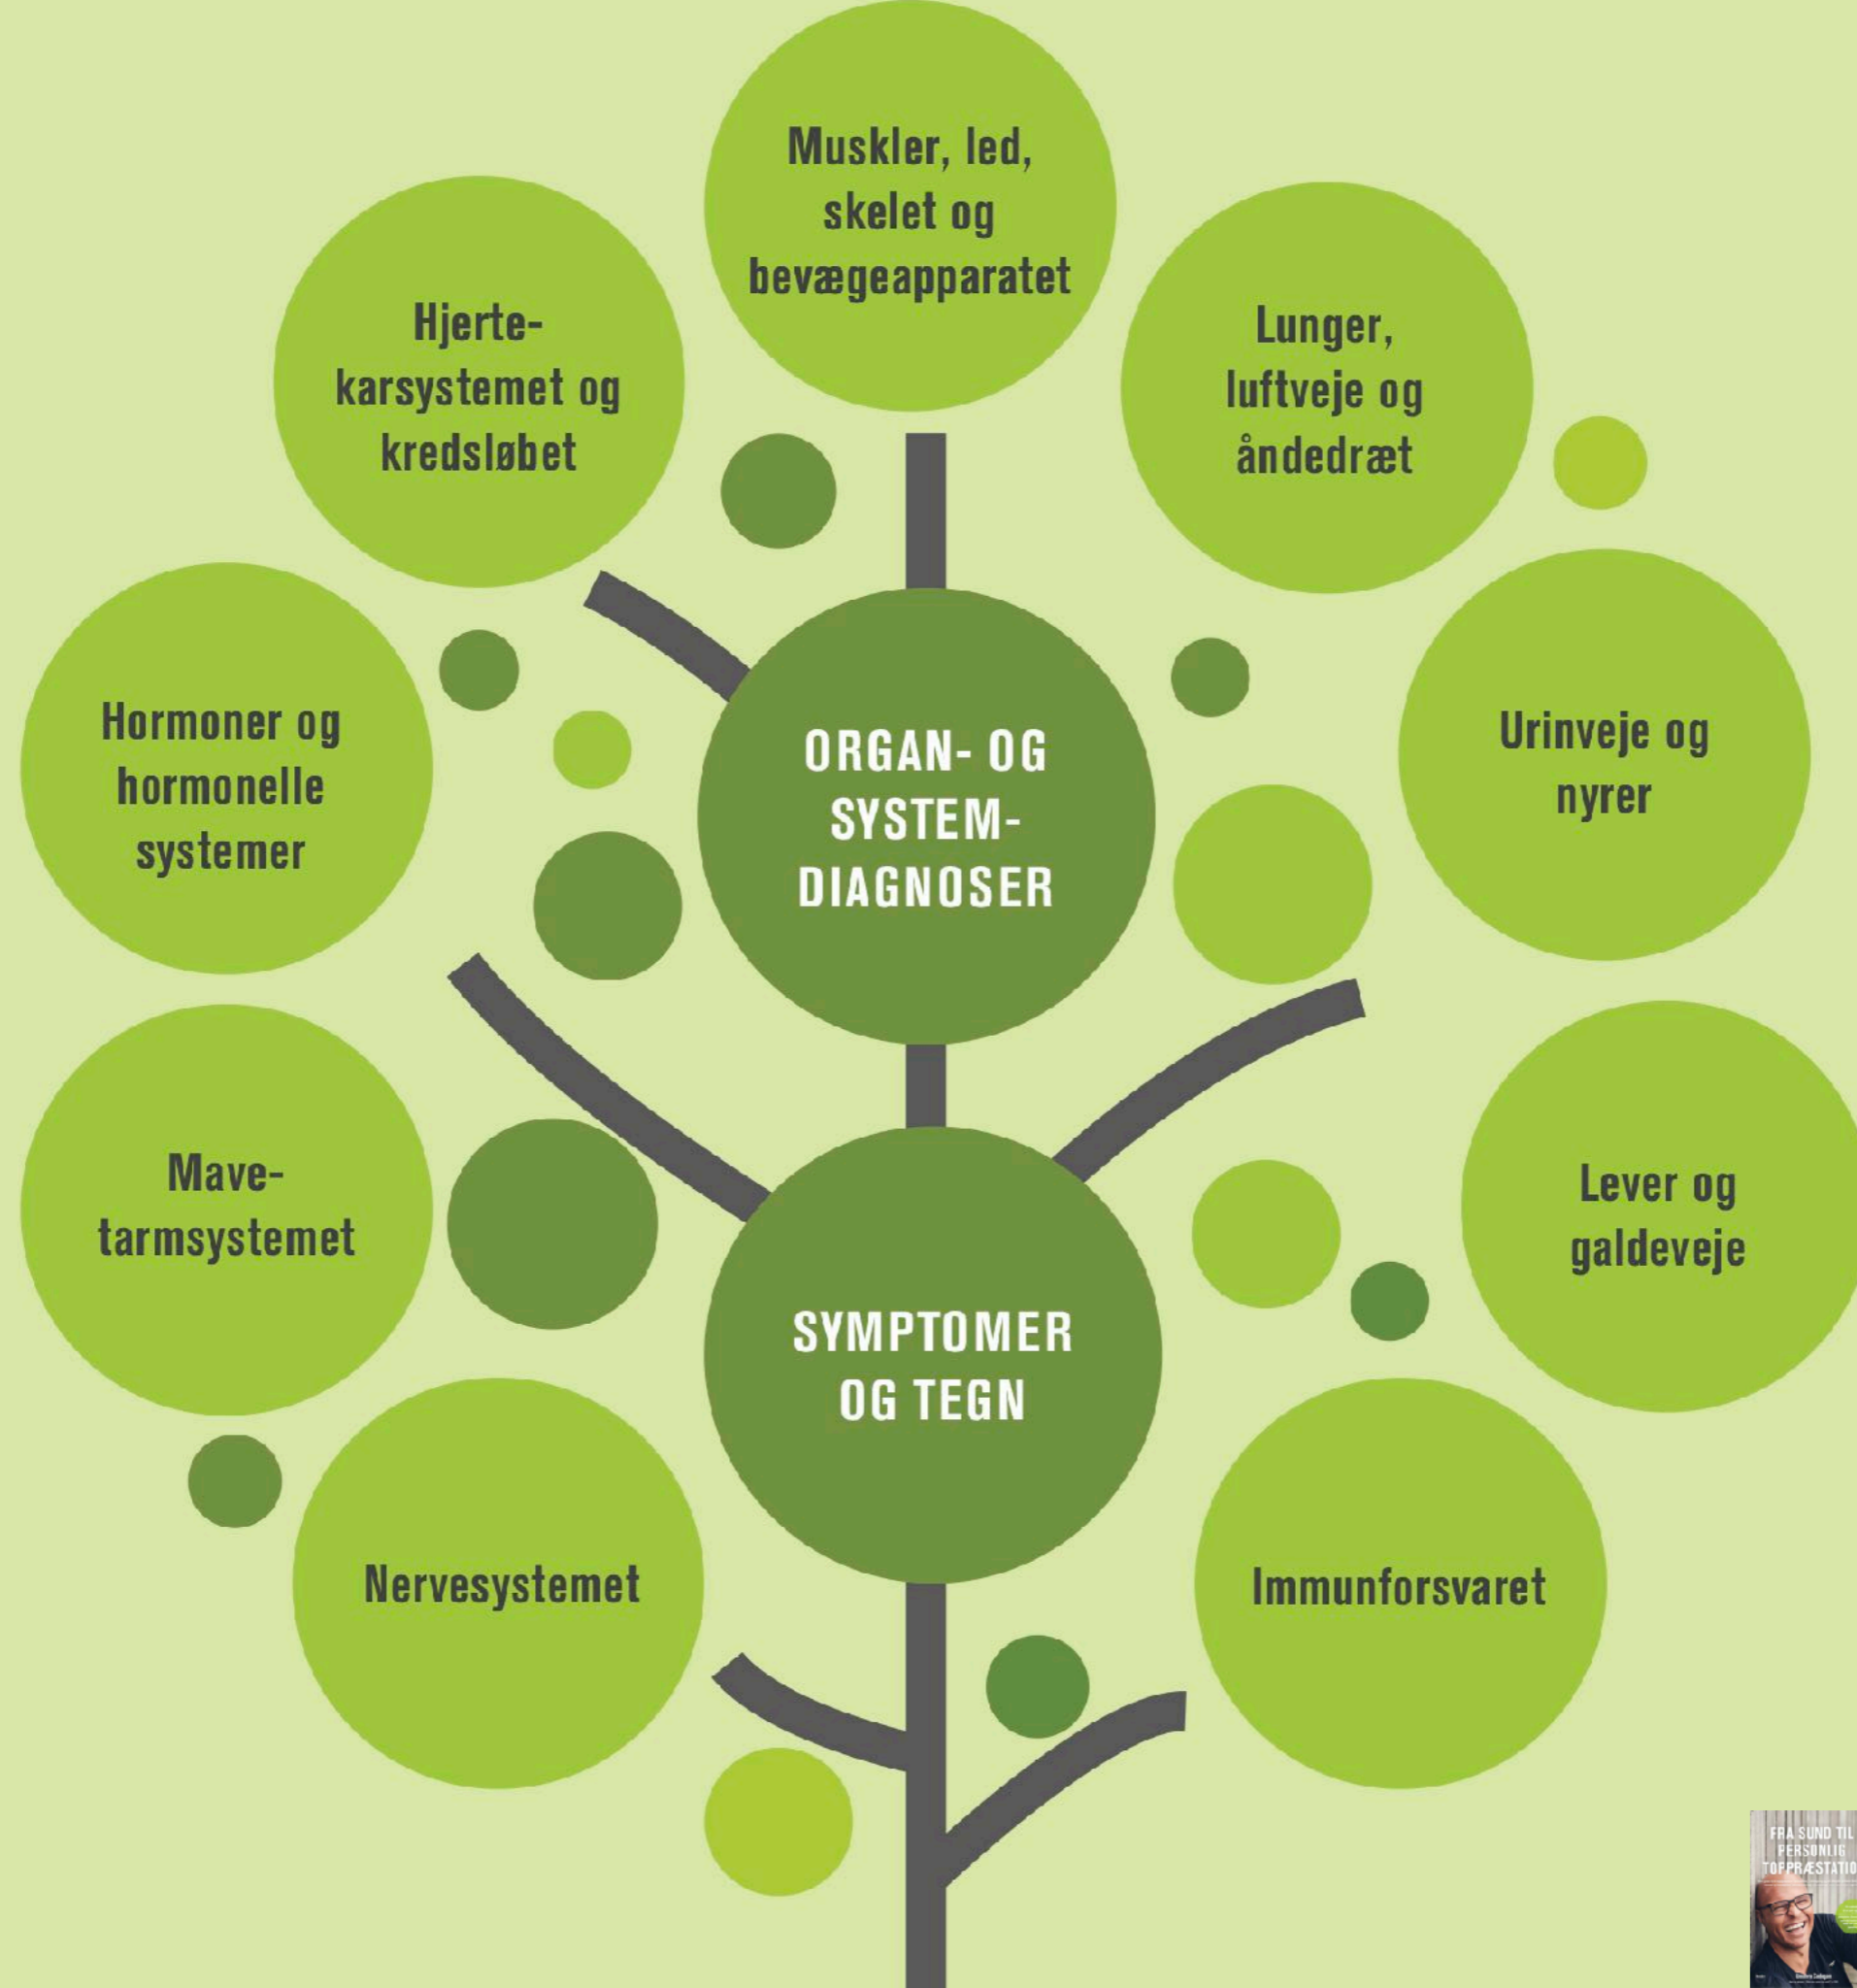 Muskler, led,
skelet og
bevægeapparatet
Hjerte-
karsystemet og
kredsløbet
Lunger,
luftveje og
åndedræt
Hormoner og
hormonelle
systemer
ORGAN- OG
SYSTEM-
DIAGNOSER
Urinveje og
nyrer
Mave-
tarmsystemet
Lever og
galdeveje
SYMPTOMER
OG TEGN
Nervesystemet
Immunforsvaret
FRA SUND TIL
PERSONLIG
TOPPRÆSTATIO